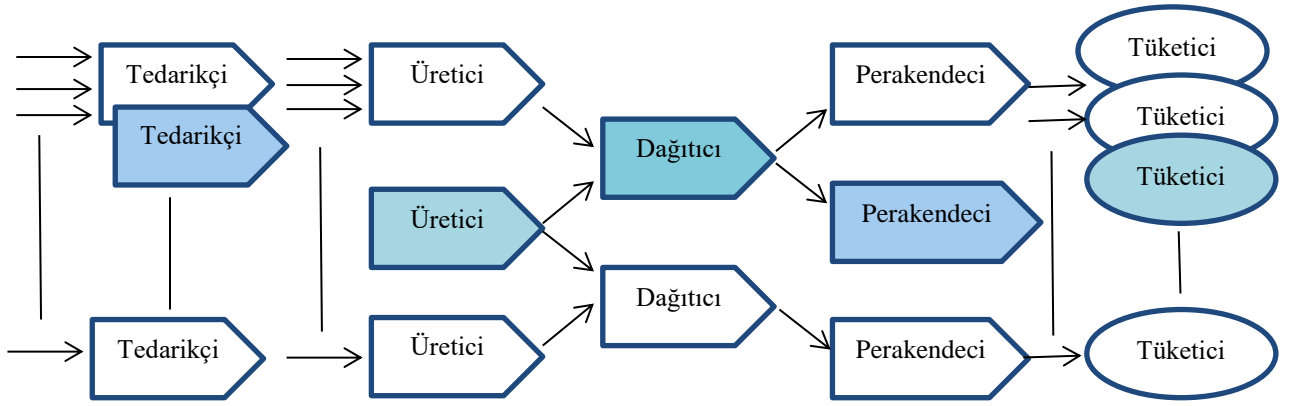 Tedarikçi
Tedarikçi
Tedarikçi
Üretici
Üretici
Üretici
Dağıtıcı
Dağıtıcı
Perakendeci
Perakendeci
Perakendeci
Tüketici
Tüketici
Tüketici
Tüketici